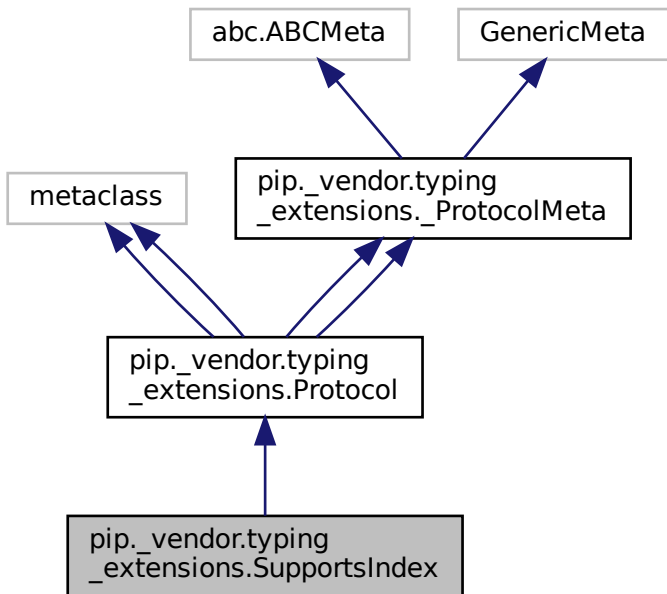 abc.ABCMeta
GenericMeta
metaclass
pip._vendor.typing
_extensions._ProtocolMeta
pip._vendor.typing
_extensions.Protocol
pip._vendor.typing
_extensions.SupportsIndex